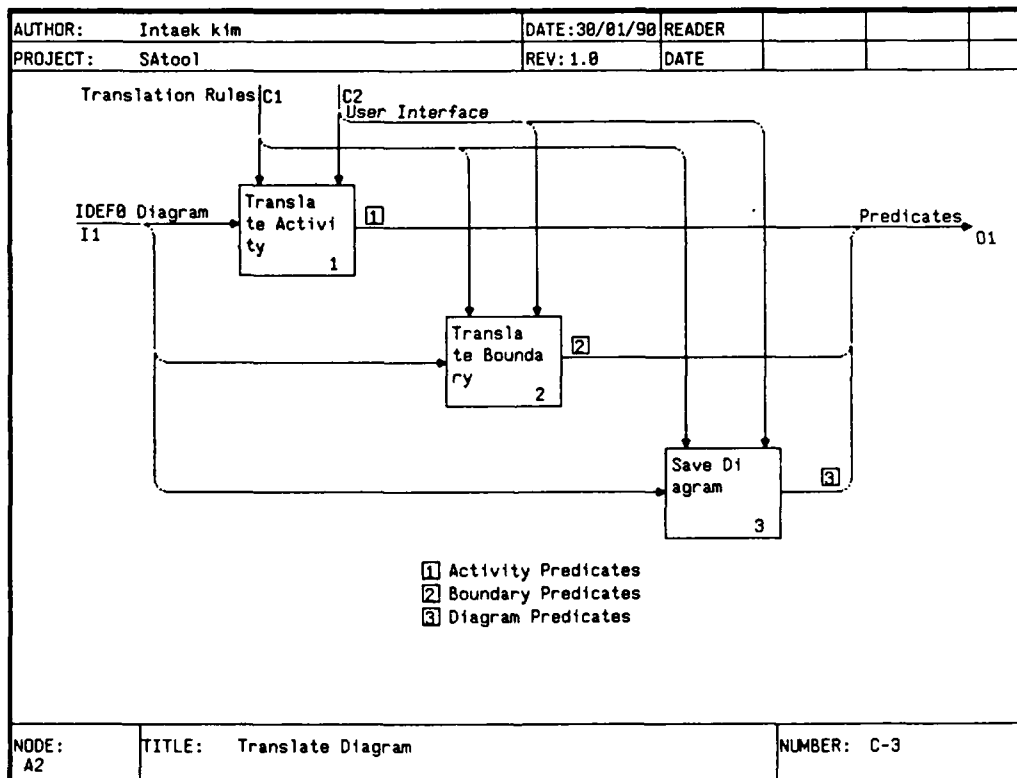 AUTHOR: Intaek kim DATE:30/01/90 READER
PROJECT: SAtool REV:1.0 DATE
Translation Rules C1 C2
User Interface
IDEF0 Diagram
I1
Transla
te Activi
ty
1
1
Predicates
O1
Transla
te Bounda
ry
2
2
Save Di
agram
3
3
1 Activity Predicates
2 Boundary Predicates
3 Diagram Predicates
NODE: TITLE: Translate Diagram NUMBER: C-3
A2